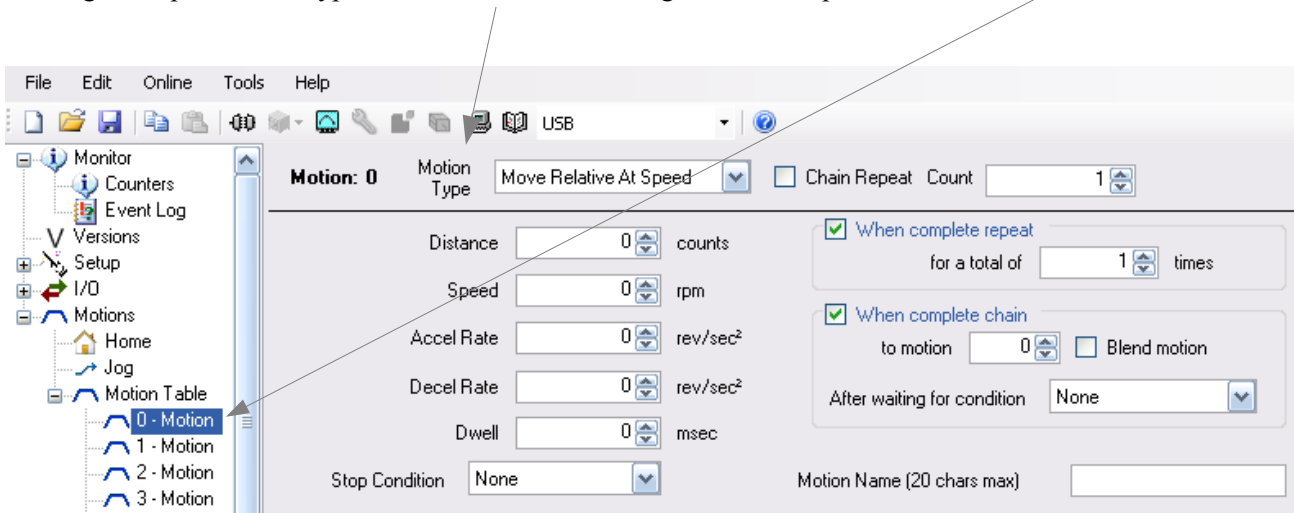 File Edit Online Tools Help
USB
Monitor
Counters
Event Log
Versions
Setup
I/O
Motions
Home
Jog
Motion Table
0 - Motion
1 - Motion
2 - Motion
3 - Motion
Motion: 0 Motion Type Move Relative At Speed Chain Repeat Count 1
Distance 0 counts
Speed 0 rpm
Accel Rate 0 rev/sec²
Decel Rate 0 rev/sec²
Dwell 0 msec
Stop Condition None
When complete repeat
for a total of 1 times
When complete chain
to motion 0 Blend motion
After waiting for condition None
Motion Name (20 chars max)